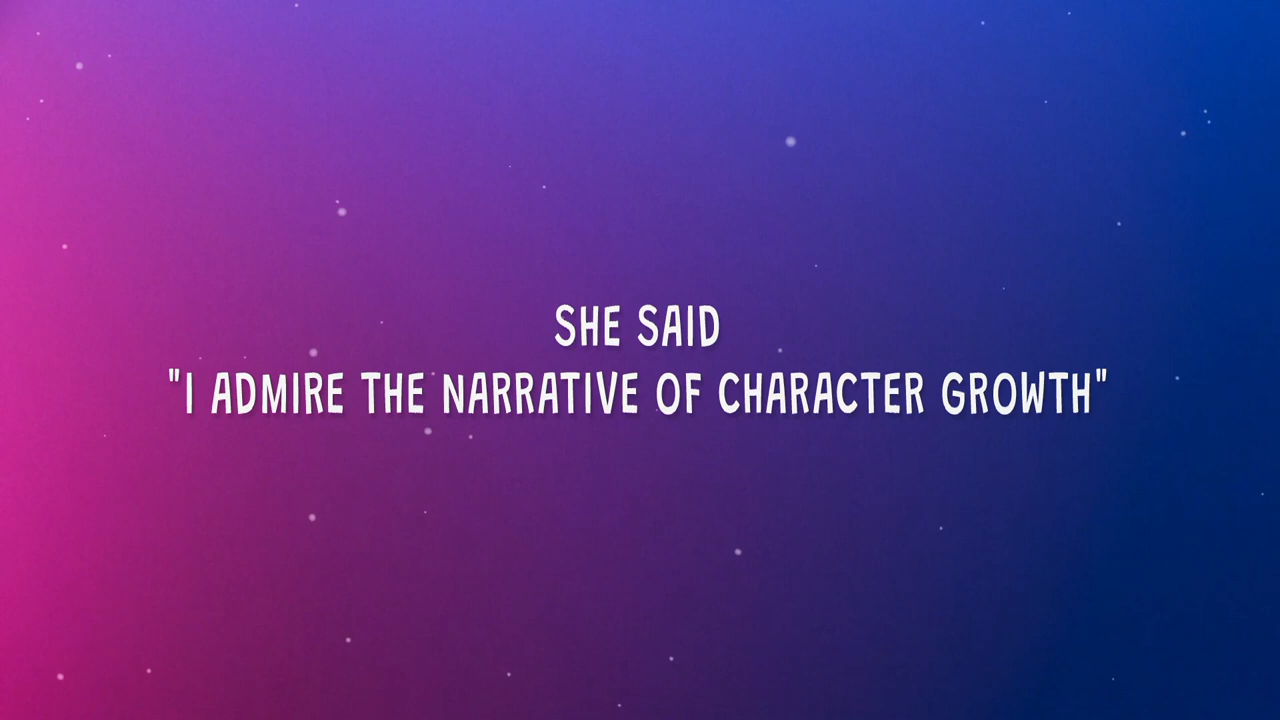 SHE SAID
"I ADMIRE THE NARRATIVE OF CHARACTER GROWTH"